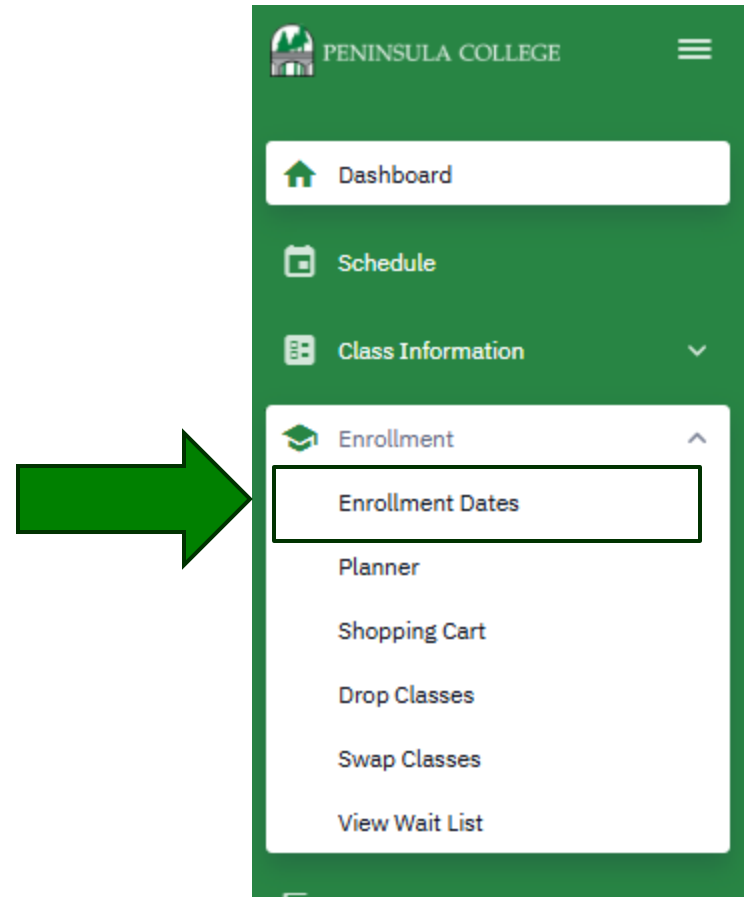 PENINSULA COLLEGE
Dashboard
Schedule
Class Information
Enrollment
Enrollment Dates
Planner
Shopping Cart
Drop Classes
Swap Classes
View Wait List